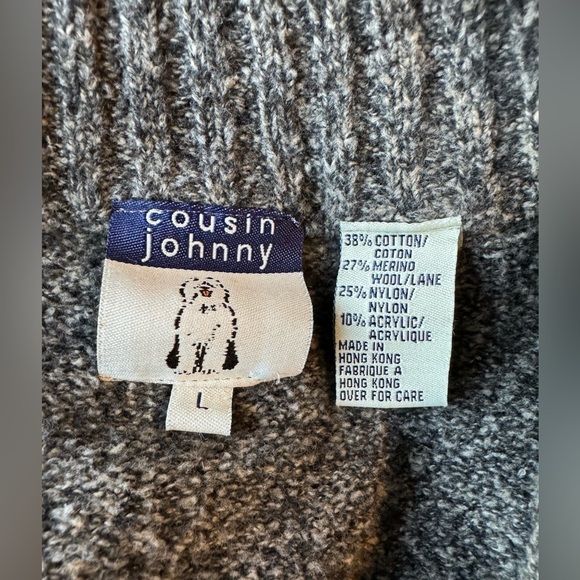 cousin
johnny
L
38% COTTON/
COTON
27% MERINO
WOOL/LANE
25% NYLON/
NYLON
10% ACRYLIC/
ACRYLIQUE
MADE IN
HONG KONG
FABRIQUE A
HONG KONG
OVER FOR CARE